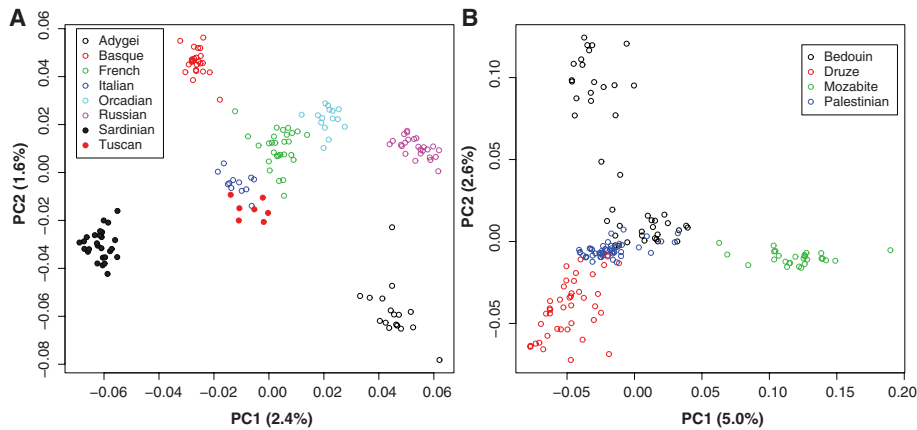 A
Adygei
Basque
French
Italian
Orcadian
Russian
Sardinian
Tuscan
PC2 (1.6%)
0.06
0.04
0.02
0.00
−0.02
−0.04
−0.06
−0.08
−0.06
−0.04
−0.02
0.00
0.02
0.04
0.06
PC1 (2.4%)
B
Bedouin
Druze
Mozabite
Palestinian
PC2 (2.6%)
0.10
0.05
0.00
−0.05
−0.05
0.00
0.05
0.10
0.15
0.20
PC1 (5.0%)